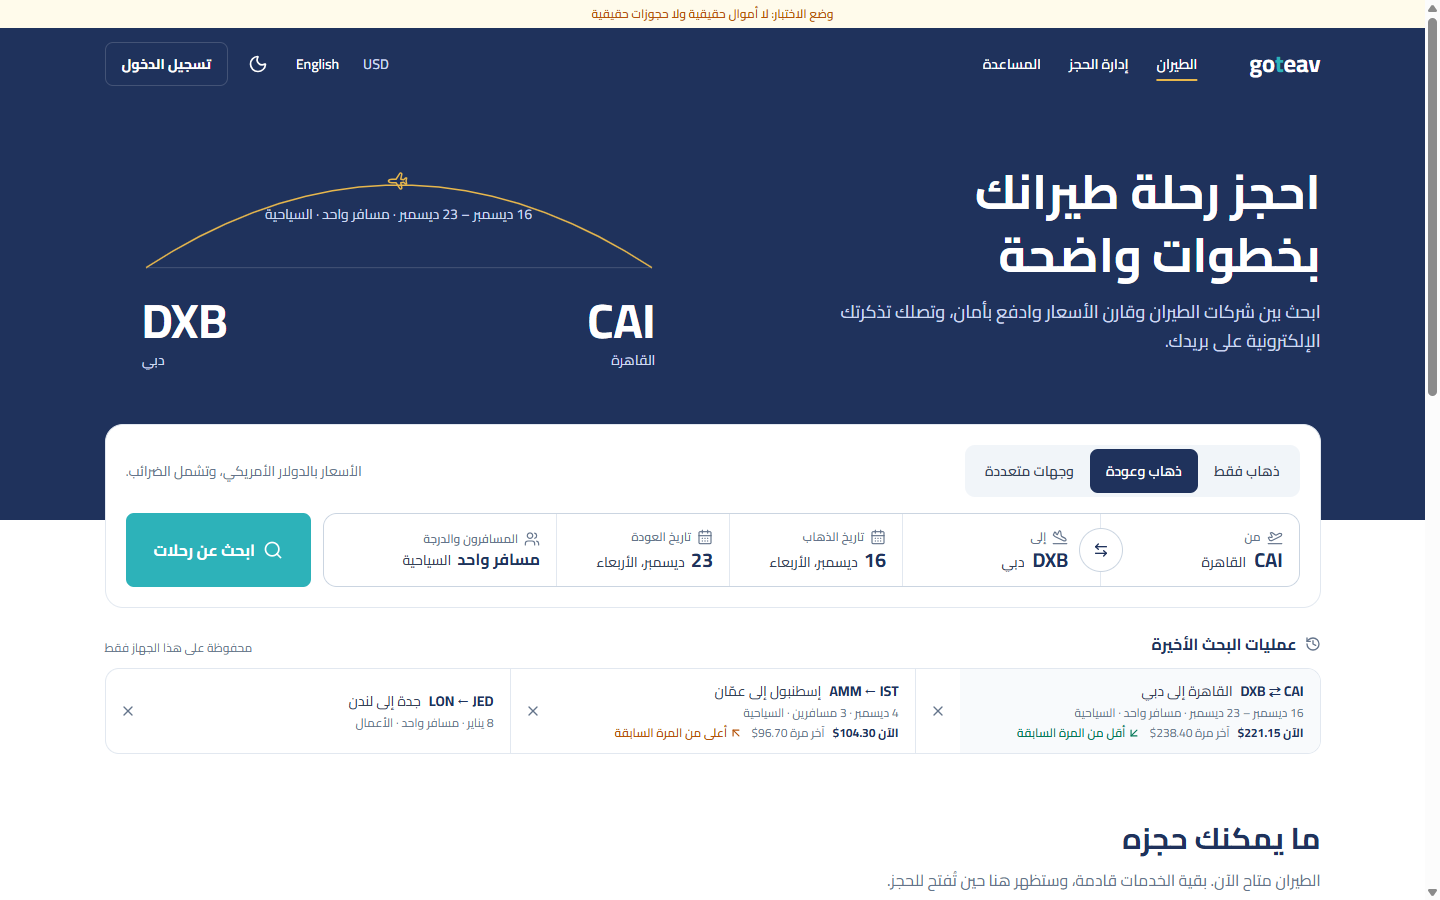 وضع الاختبار: لا أموال حقيقية ولا حجوزات حقيقية
goteav
الطيران
إدارة الحجز
المساعدة
USD
English
تسجيل الدخول
احجز رحلة طيرانك
بخطوات واضحة
ابحث بين شركات الطيران وقارن الأسعار وادفع بأمان، وتصلك تذكرتك
الإلكترونية على بريدك.
16 ديسمبر – 23 ديسمبر · مسافر واحد · السياحية
CAI
القاهرة
DXB
دبي
ذهاب فقط
ذهاب وعودة
وجهات متعددة
الأسعار بالدولار الأمريكي، وتشمل الضرائب.
من
CAI القاهرة
إلى
DXB دبي
تاريخ الذهاب
16 ديسمبر، الأربعاء
تاريخ العودة
23 ديسمبر، الأربعاء
المسافرون والدرجة
مسافر واحد السياحية
ابحث عن رحلات
عمليات البحث الأخيرة
محفوظة على هذا الجهاز فقط
CAI ⇄ DXB القاهرة إلى دبي
16 ديسمبر – 23 ديسمبر · مسافر واحد · السياحية
الآن $221.15 آخر مرة $238.40 ↙ أقل من المرة السابقة
IST ← AMM إسطنبول إلى عمّان
4 ديسمبر · 3 مسافرين · السياحية
الآن $104.30 آخر مرة $96.70 ↖ أعلى من المرة السابقة
JED ← LON جدة إلى لندن
8 يناير · مسافر واحد · الأعمال
ما يمكنك حجزه
الطيران متاح الآن. بقية الخدمات قادمة، وستظهر هنا حين تُفتح للحجز.